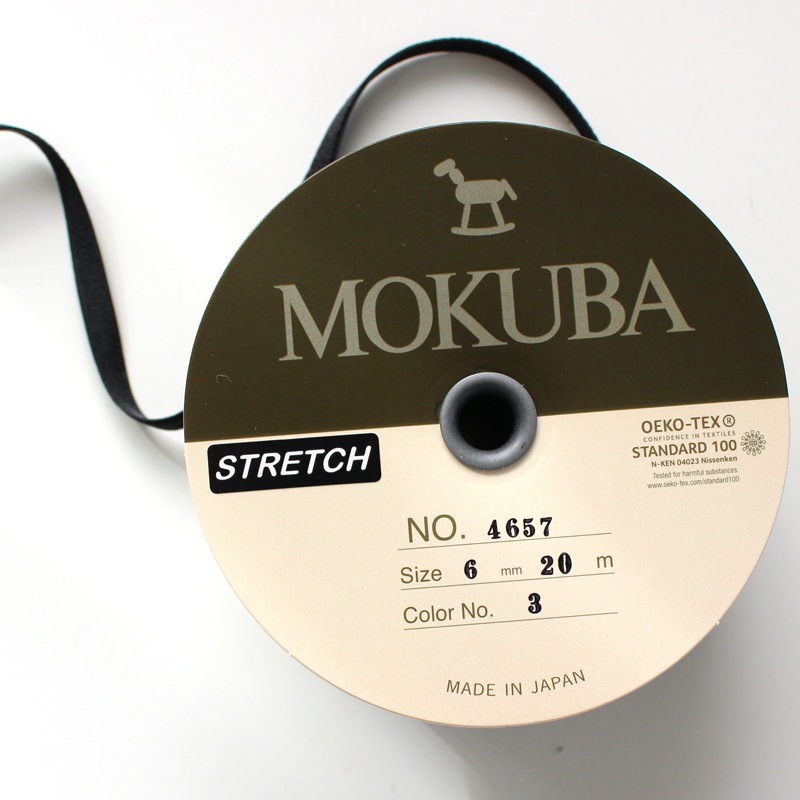 MOKUBA
STRETCH
OEKO-TEX®
CONFIDENCE IN TEXTILES
STANDARD 100
N-KEN 04023 Nissenken
Tested for harmful substances.
www.oeko-tex.com/standard100
NO. 4657
Size 6 mm 20 m
Color No. 3
MADE IN JAPAN